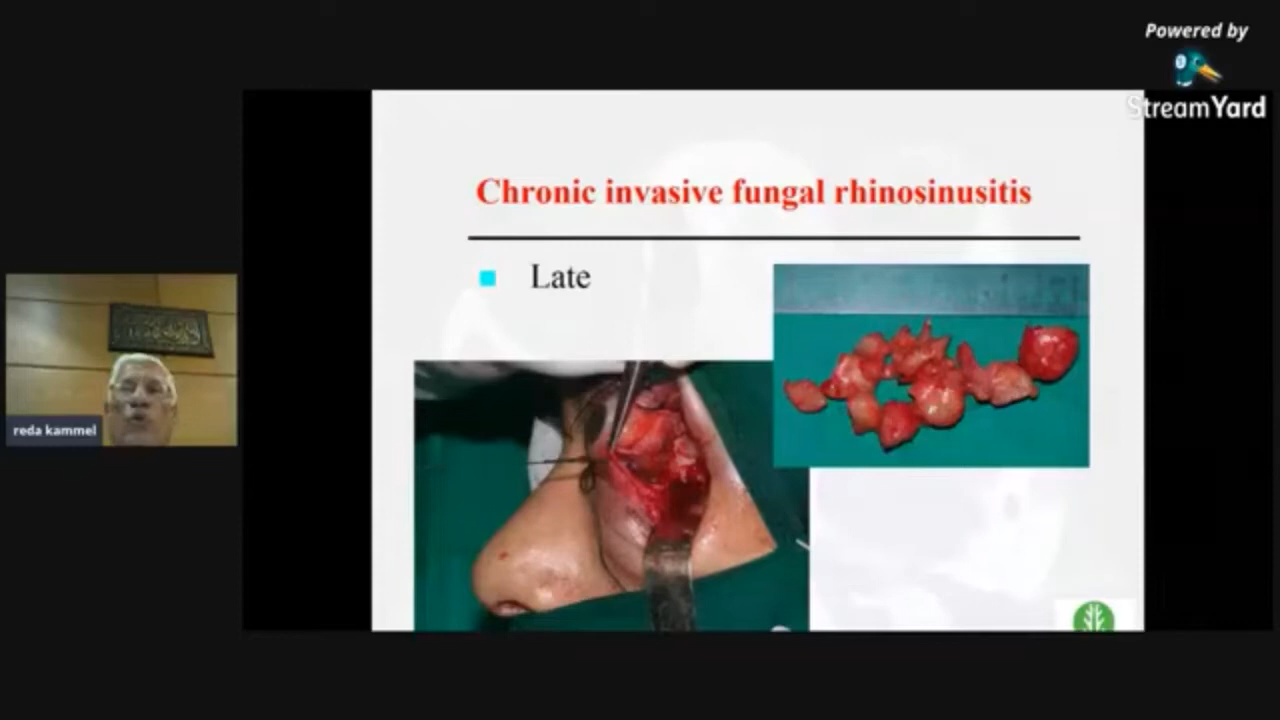 Powered by
StreamYard
Chronic invasive fungal rhinosinusitis
Late
reda kammel